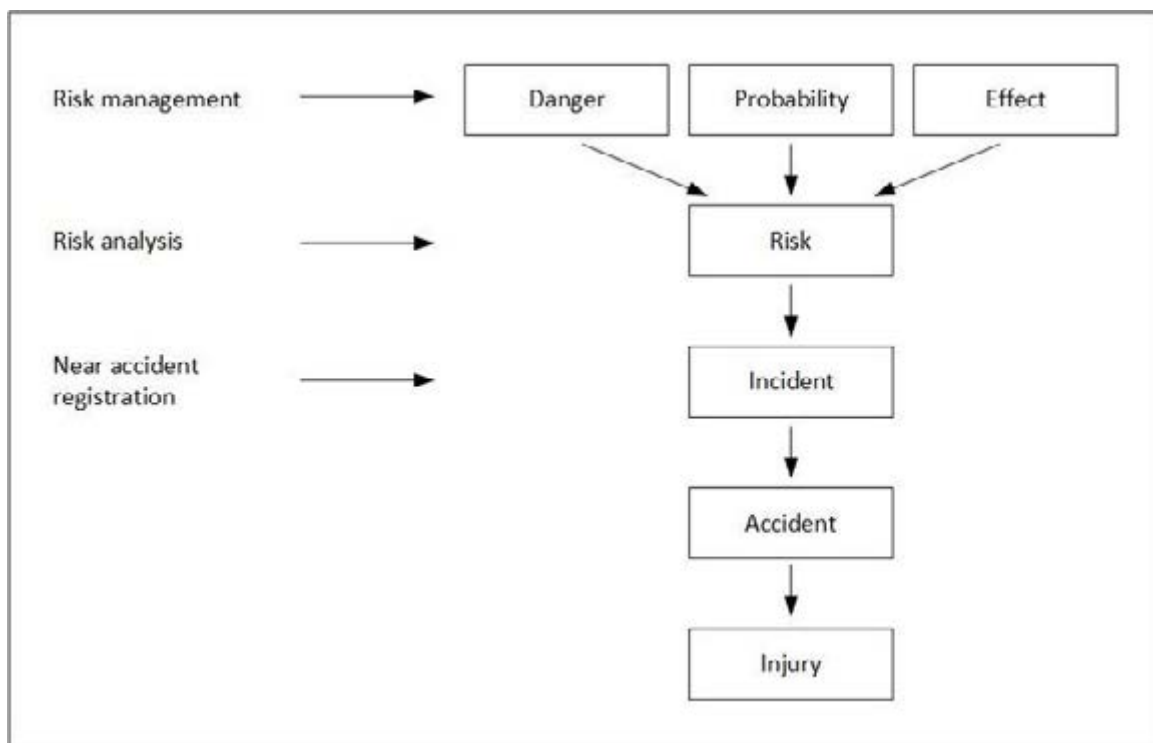 Risk management
Danger
Probability
Effect
Risk analysis
Risk
Near accident
registration
Incident
Accident
Injury